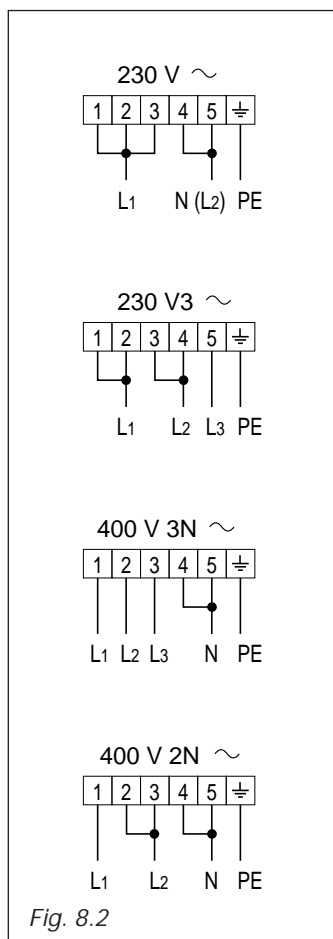 230 V ~
1 2 3 4 5 ⏚
L1 N (L2) PE
230 V3 ~
1 2 3 4 5 ⏚
L1 L2 L3 PE
400 V 3N ~
1 2 3 4 5 ⏚
L1 L2 L3 N PE
400 V 2N ~
1 2 3 4 5 ⏚
L1 L2 N PE
Fig. 8.2